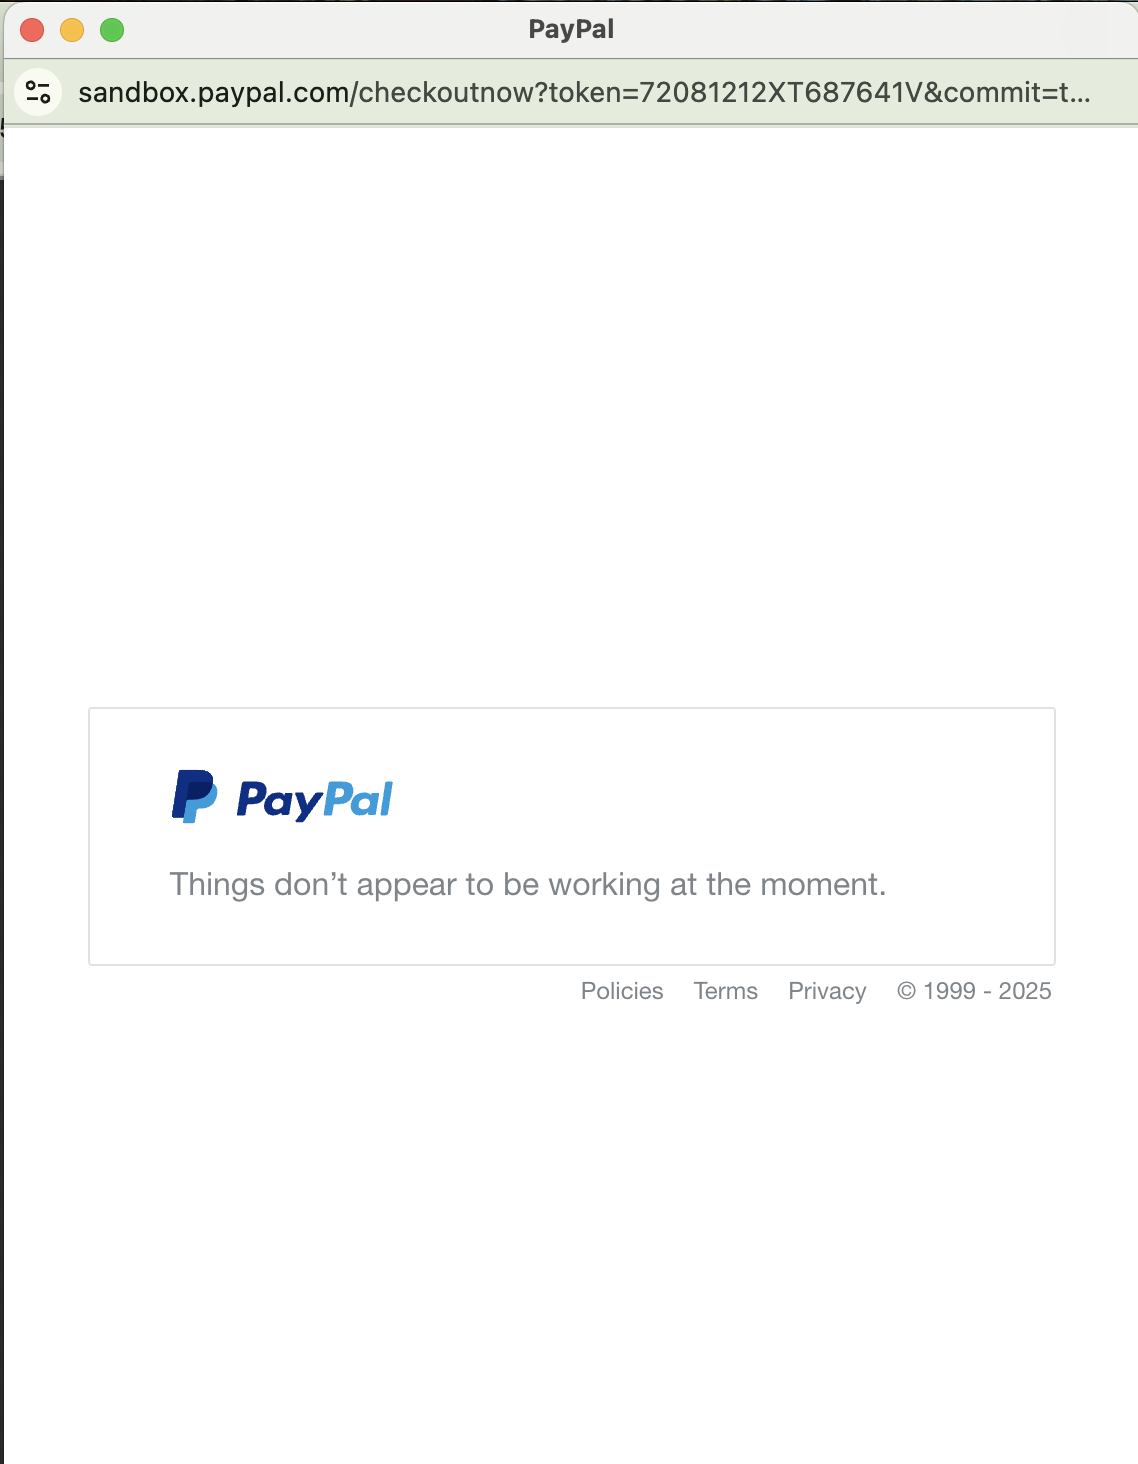 PayPal
sandbox.paypal.com/checkoutnow?token=72081212XT687641V&commit=t...
PayPal
Things don’t appear to be working at the moment.
Policies Terms Privacy © 1999 - 2025